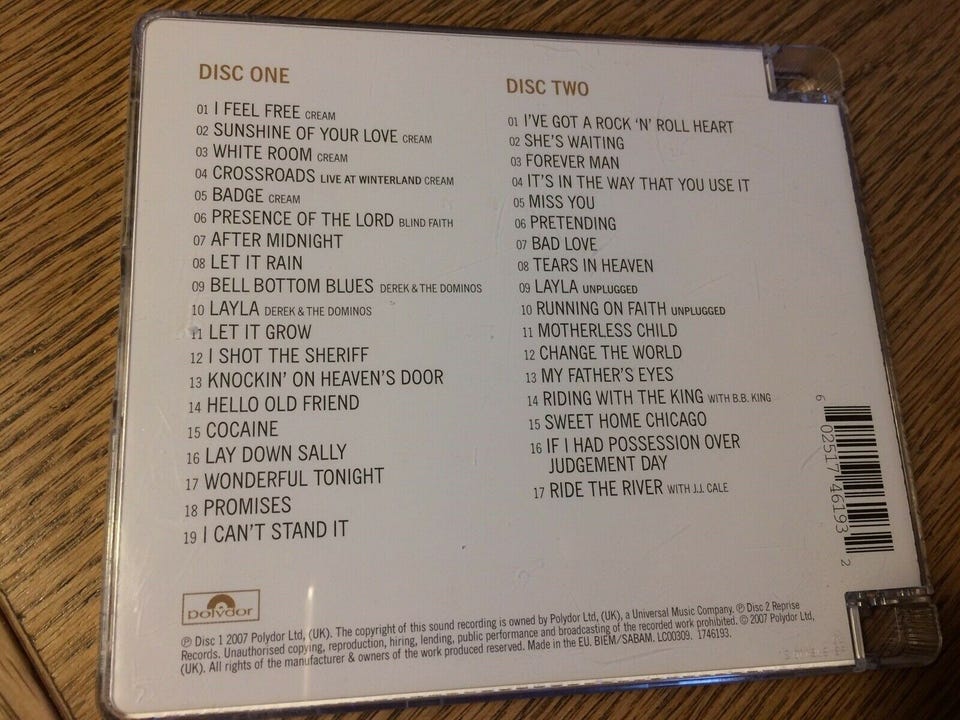 DISC ONE
01 I FEEL FREE CREAM
02 SUNSHINE OF YOUR LOVE CREAM
03 WHITE ROOM CREAM
04 CROSSROADS LIVE AT WINTERLAND CREAM
05 BADGE CREAM
06 PRESENCE OF THE LORD BLIND FAITH
07 AFTER MIDNIGHT
08 LET IT RAIN
09 BELL BOTTOM BLUES DEREK & THE DOMINOS
10 LAYLA DEREK & THE DOMINOS
11 LET IT GROW
12 I SHOT THE SHERIFF
13 KNOCKIN' ON HEAVEN'S DOOR
14 HELLO OLD FRIEND
15 COCAINE
16 LAY DOWN SALLY
17 WONDERFUL TONIGHT
18 PROMISES
19 I CAN'T STAND IT
DISC TWO
01 I'VE GOT A ROCK 'N' ROLL HEART
02 SHE'S WAITING
03 FOREVER MAN
04 IT'S IN THE WAY THAT YOU USE IT
05 MISS YOU
06 PRETENDING
07 BAD LOVE
08 TEARS IN HEAVEN
09 LAYLA UNPLUGGED
10 RUNNING ON FAITH UNPLUGGED
11 MOTHERLESS CHILD
12 CHANGE THE WORLD
13 MY FATHER'S EYES
14 RIDING WITH THE KING WITH B.B. KING
15 SWEET HOME CHICAGO
16 IF I HAD POSSESSION OVER
JUDGEMENT DAY
17 RIDE THE RIVER WITH J.J. CALE
6 02517 46193 2
polydor
℗ Disc 1 2007 Polydor Ltd, (UK). The copyright of this sound recording is owned by Polydor Ltd, (UK), a Universal Music Company. ℗ Disc 2 Reprise
Records. Unauthorised copying, reproduction, hiring, lending, public performance and broadcasting of the recorded work prohibited. © 2007 Polydor Ltd,
(UK). All rights of the manufacturer & owners of the work produced reserved. Made in the EU. BIEM/SABAM. LC00309. 1746193.